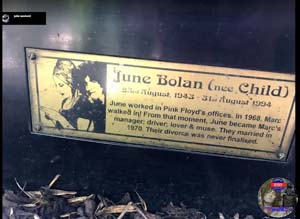 June Bolan (nee Child)
23rd August, 1943 - 31st August 1994
June worked in Pink Floyd's offices. In 1968, Marc
walked in! From that moment, June became Marc's
manager; driver; lover & muse. They married in
1970. Their divorce was never finalised.